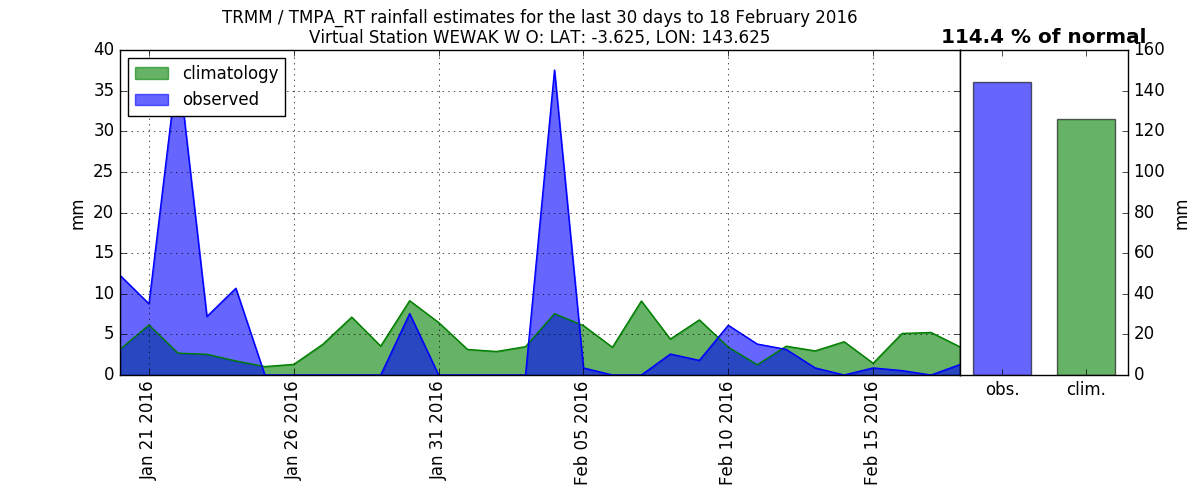 TRMM / TMPA_RT rainfall estimates for the last 30 days to 18 February 2016
Virtual Station WEWAK W O: LAT: -3.625, LON: 143.625
114.4 % of normal
climatology
observed
40
35
30
25
20
15
10
5
0
mm
Jan 21 2016
Jan 26 2016
Jan 31 2016
Feb 05 2016
Feb 10 2016
Feb 15 2016
obs.
clim.
160
140
120
100
80
60
40
20
0
mm